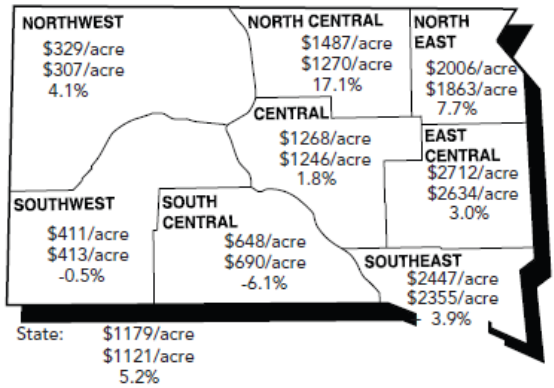 NORTHWEST
$329/acre
$307/acre
4.1%
NORTH CENTRAL
$1487/acre
$1270/acre
17.1%
NORTH
EAST
$2006/acre
$1863/acre
7.7%
CENTRAL
$1268/acre
$1246/acre
1.8%
EAST
CENTRAL
$2712/acre
$2634/acre
3.0%
SOUTHWEST
$411/acre
$413/acre
-0.5%
SOUTH
CENTRAL
$648/acre
$690/acre
-6.1%
SOUTHEAST
$2447/acre
$2355/acre
3.9%
State: $1179/acre
$1121/acre
5.2%